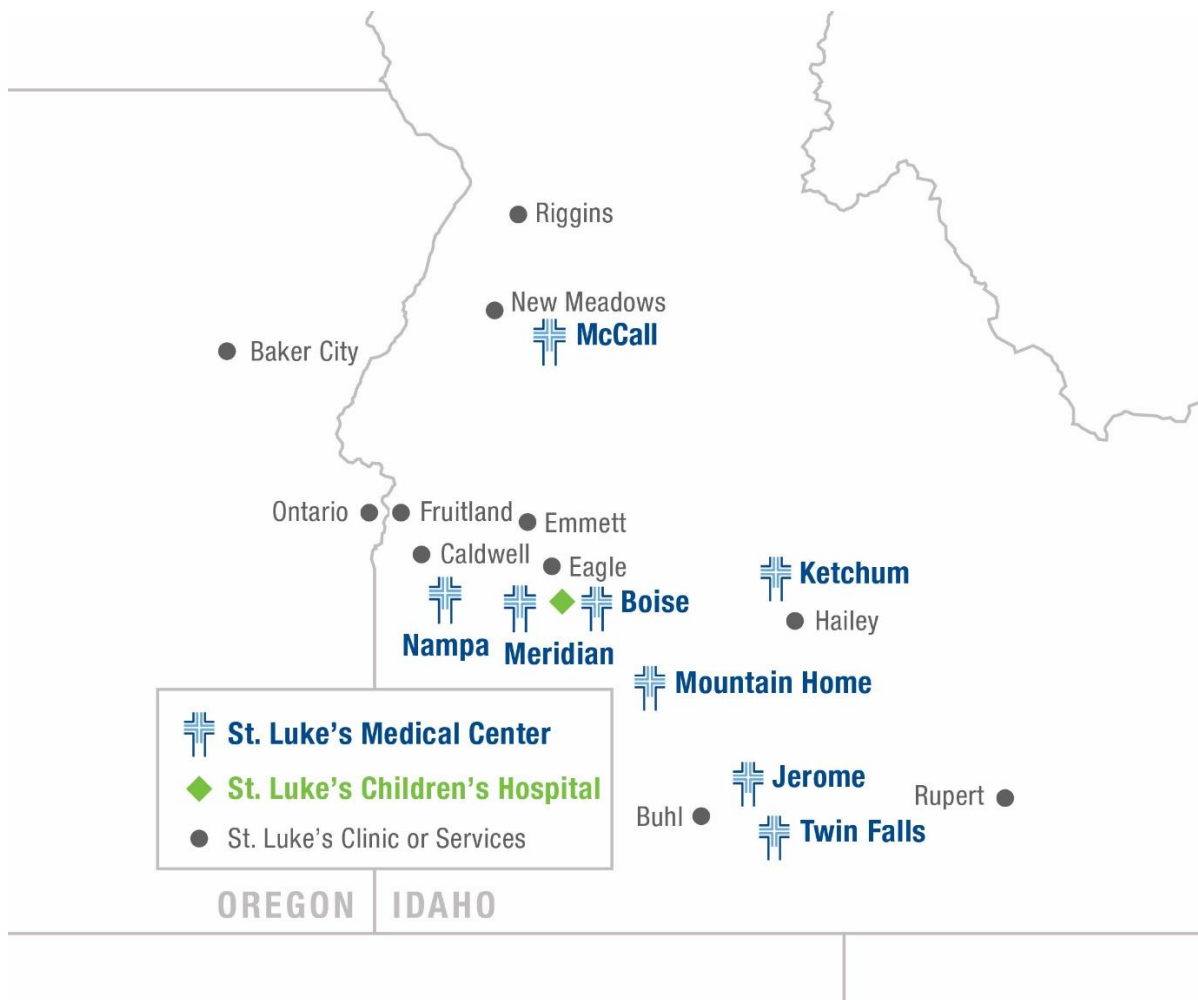 Riggins
New Meadows
McCall
Baker City
Ontario
Fruitland
Emmett
Caldwell
Eagle
Ketchum
Boise
Hailey
Nampa
Meridian
Mountain Home
St. Luke’s Medical Center
St. Luke’s Children’s Hospital
St. Luke’s Clinic or Services
Jerome
Rupert
Buhl
Twin Falls
OREGON
IDAHO